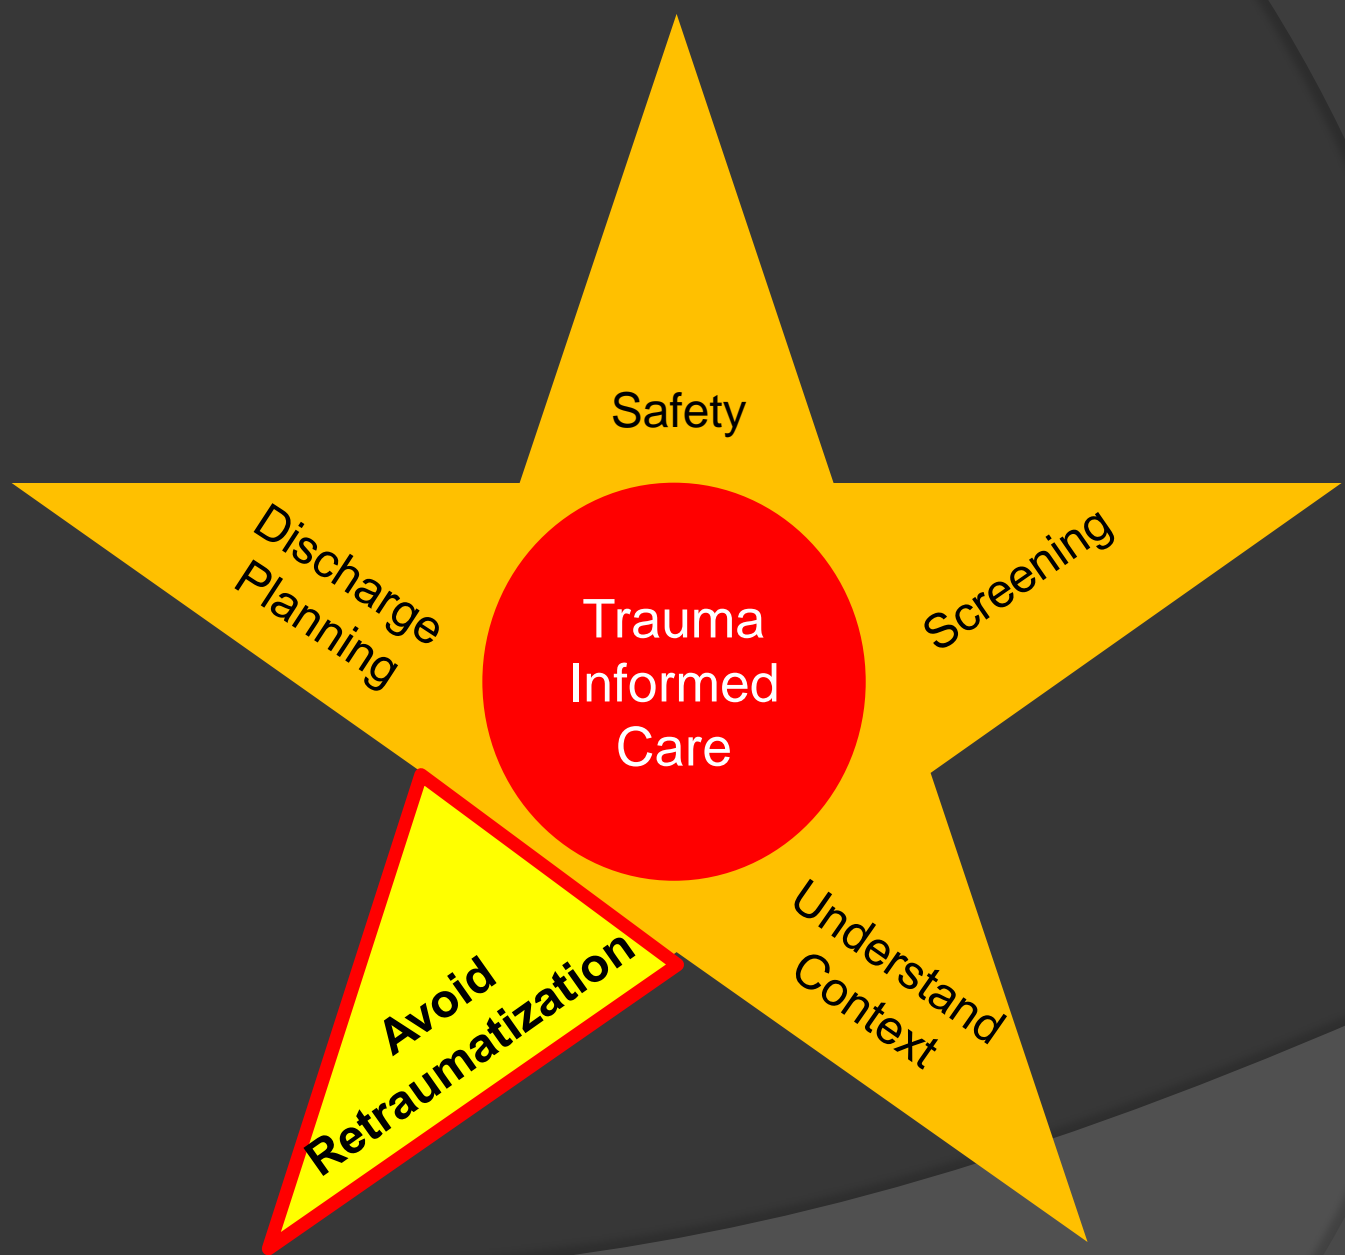 Safety
Discharge
Planning
Trauma
Informed
Care
Screening
Avoid
Retraumatization
Understand
Context